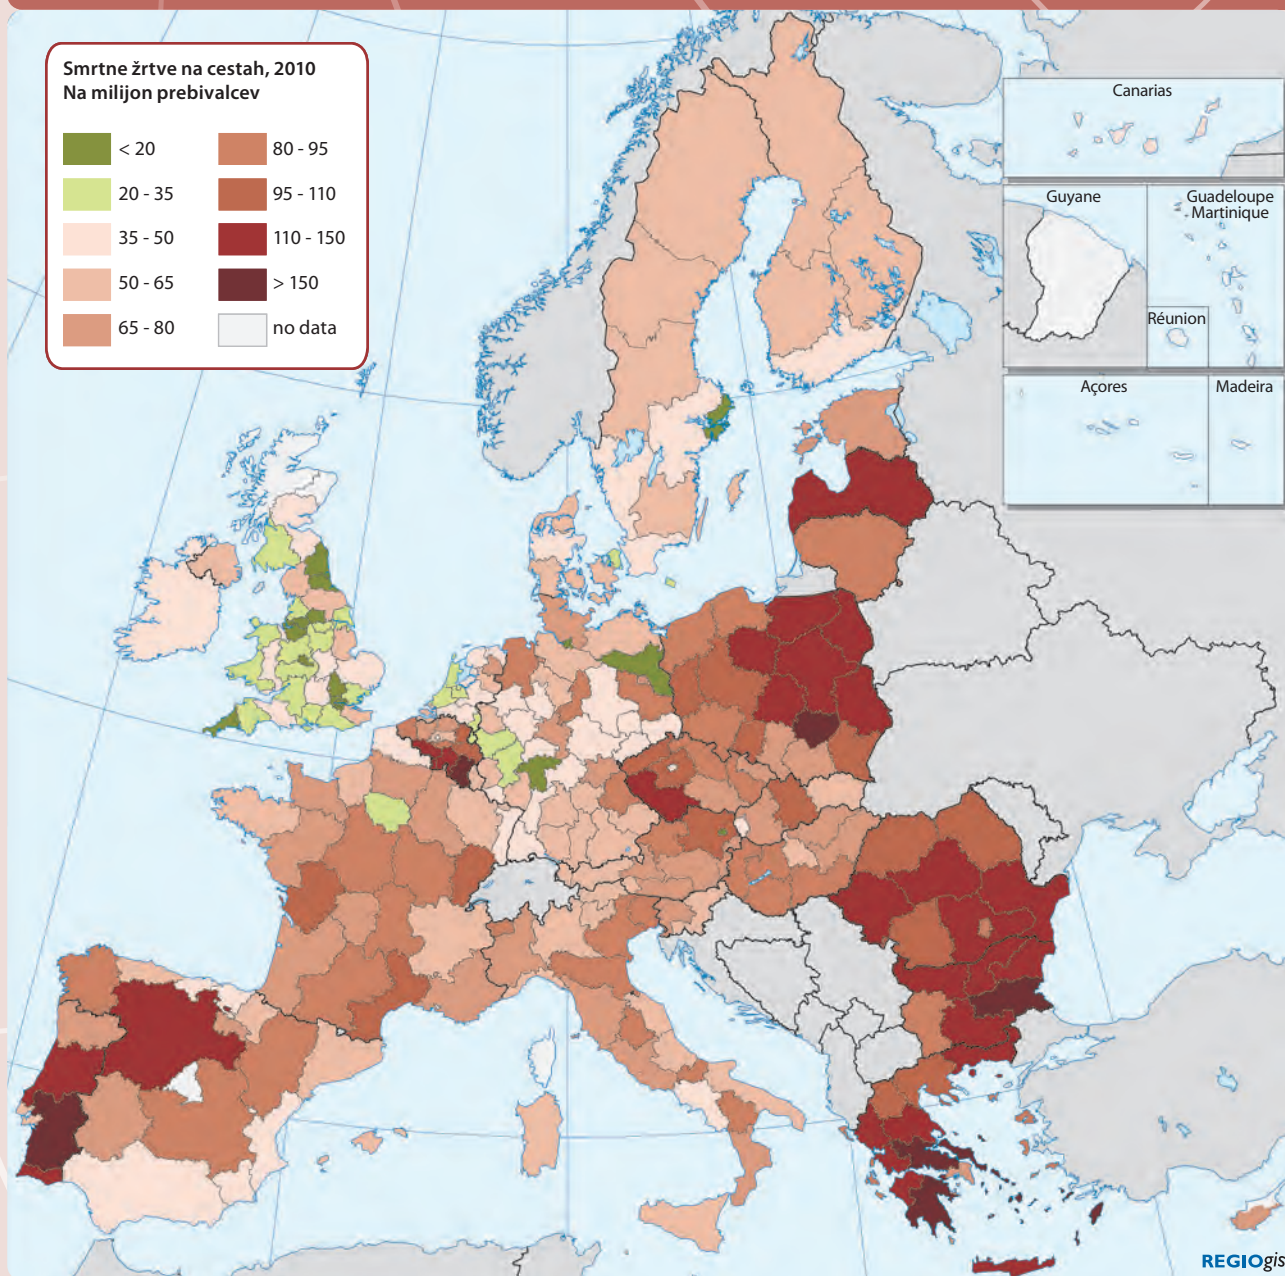 Smrtne žrtve na cestah, 2010
Na milijon prebivalcev
< 20
20 - 35
35 - 50
50 - 65
65 - 80
80 - 95
95 - 110
110 - 150
> 150
no data
Canarias
Guyane
Guadeloupe
Martinique
Réunion
Açores
Madeira
REGIOgis